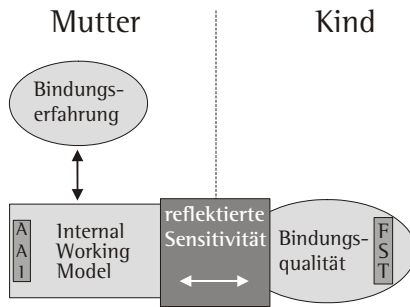 Mutter
Kind
Bindungs-
erfahrung
A
A
I
Internal
Working
Model
reflektierte
Sensitivität
Bindungs-
qualität
F
S
T